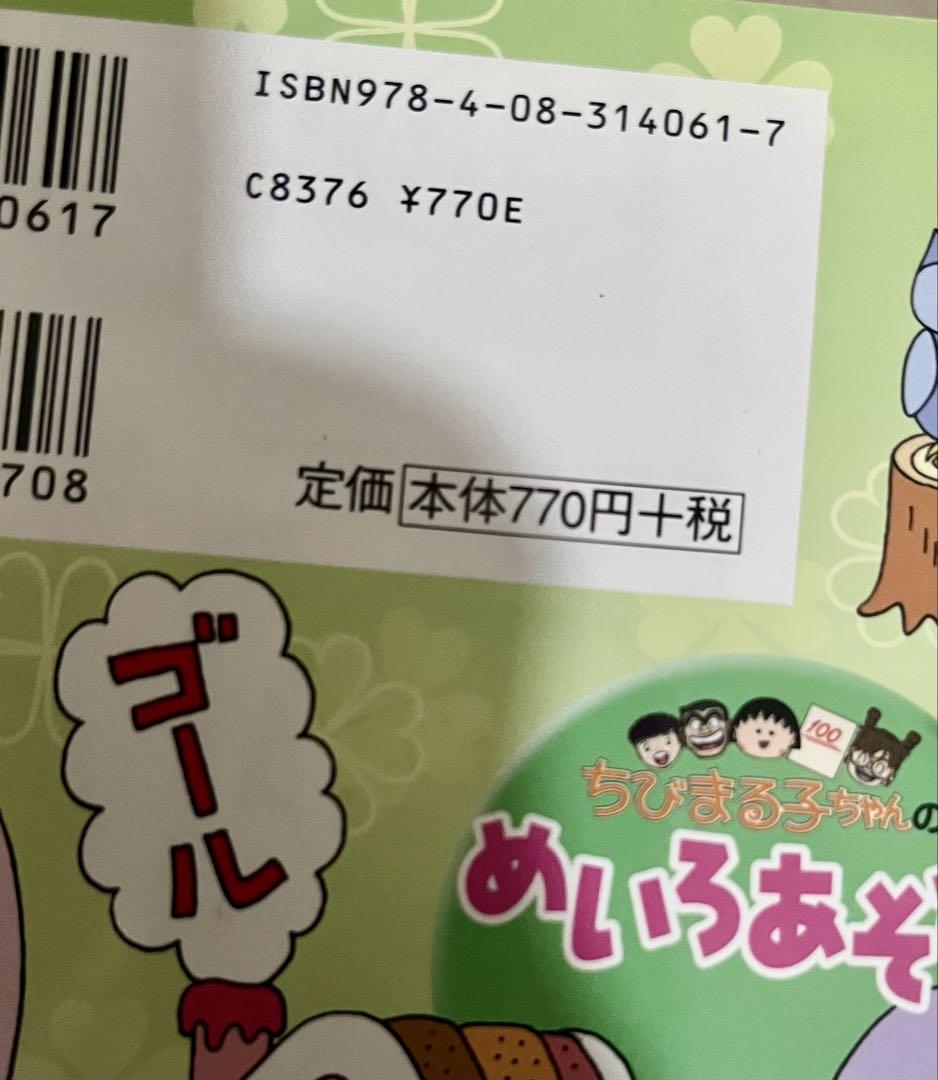 ISBN978-4-08-314061-7
C8376 ¥770E
0617
708
定価 本体770円+税
ゴール
100
ちびまる子ちゃんの
めいろあそ